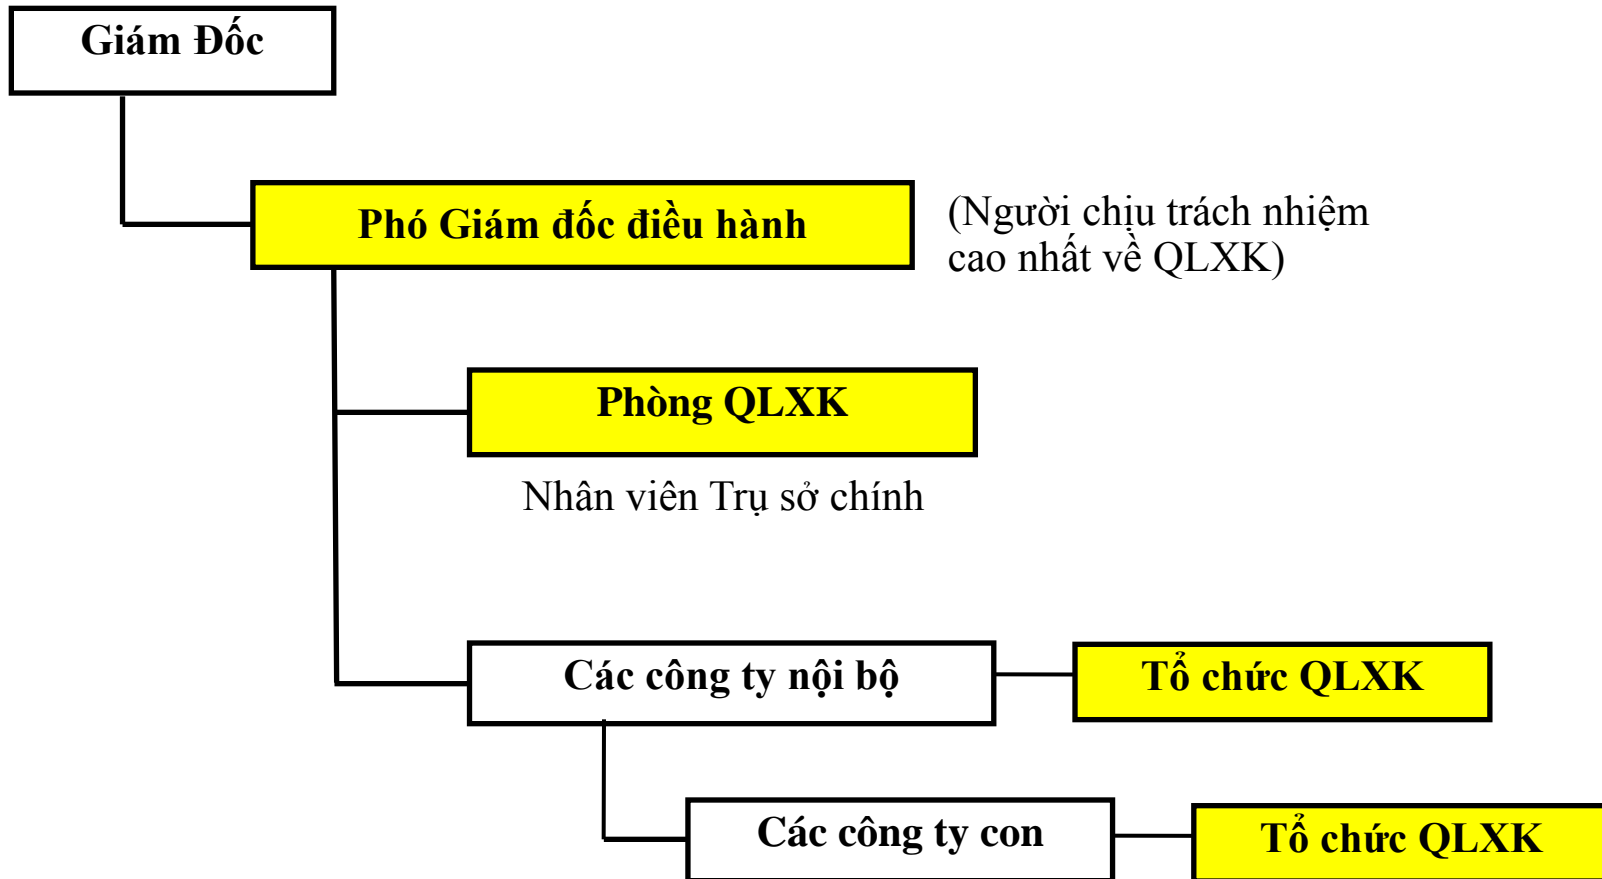 Giám Đốc
Phó Giám đốc điều hành
(Người chịu trách nhiệm
cao nhất về QLXK)
Phòng QLXK
Nhân viên Trụ sở chính
Các công ty nội bộ
Tổ chức QLXK
Các công ty con
Tổ chức QLXK